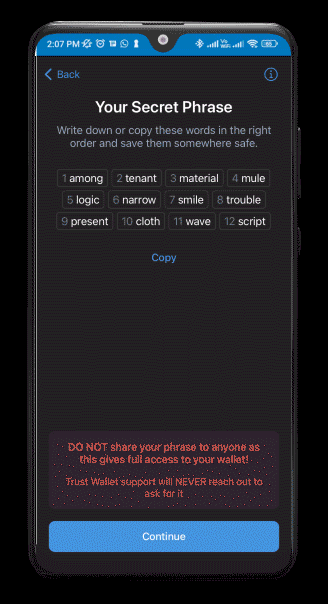 2:07 PM
Back
Your Secret Phrase
Write down or copy these words in the right
order and save them somewhere safe.
1 among 2 tenant 3 material 4 mule
5 logic 6 narrow 7 smile 8 trouble
9 present 10 cloth 11 wave 12 script
Copy
DO NOT share your phrase to anyone as
this gives full access to your wallet!
Trust Wallet support will NEVER reach out to
ask for it
Continue